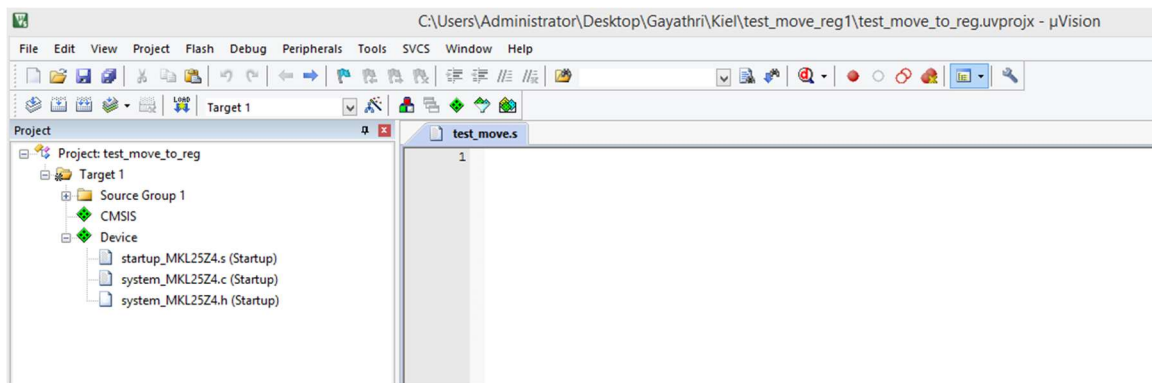 C:\Users\Administrator\Desktop\Gayathri\Kiel\test_move_reg1\test_move_to_reg.uvprojx - µVision
File Edit View Project Flash Debug Peripherals Tools SVCS Window Help
LOAD Target 1
Project
test_move.s
Project: test_move_to_reg
1
Target 1
Source Group 1
CMSIS
Device
startup_MKL25Z4.s (Startup)
system_MKL25Z4.c (Startup)
system_MKL25Z4.h (Startup)